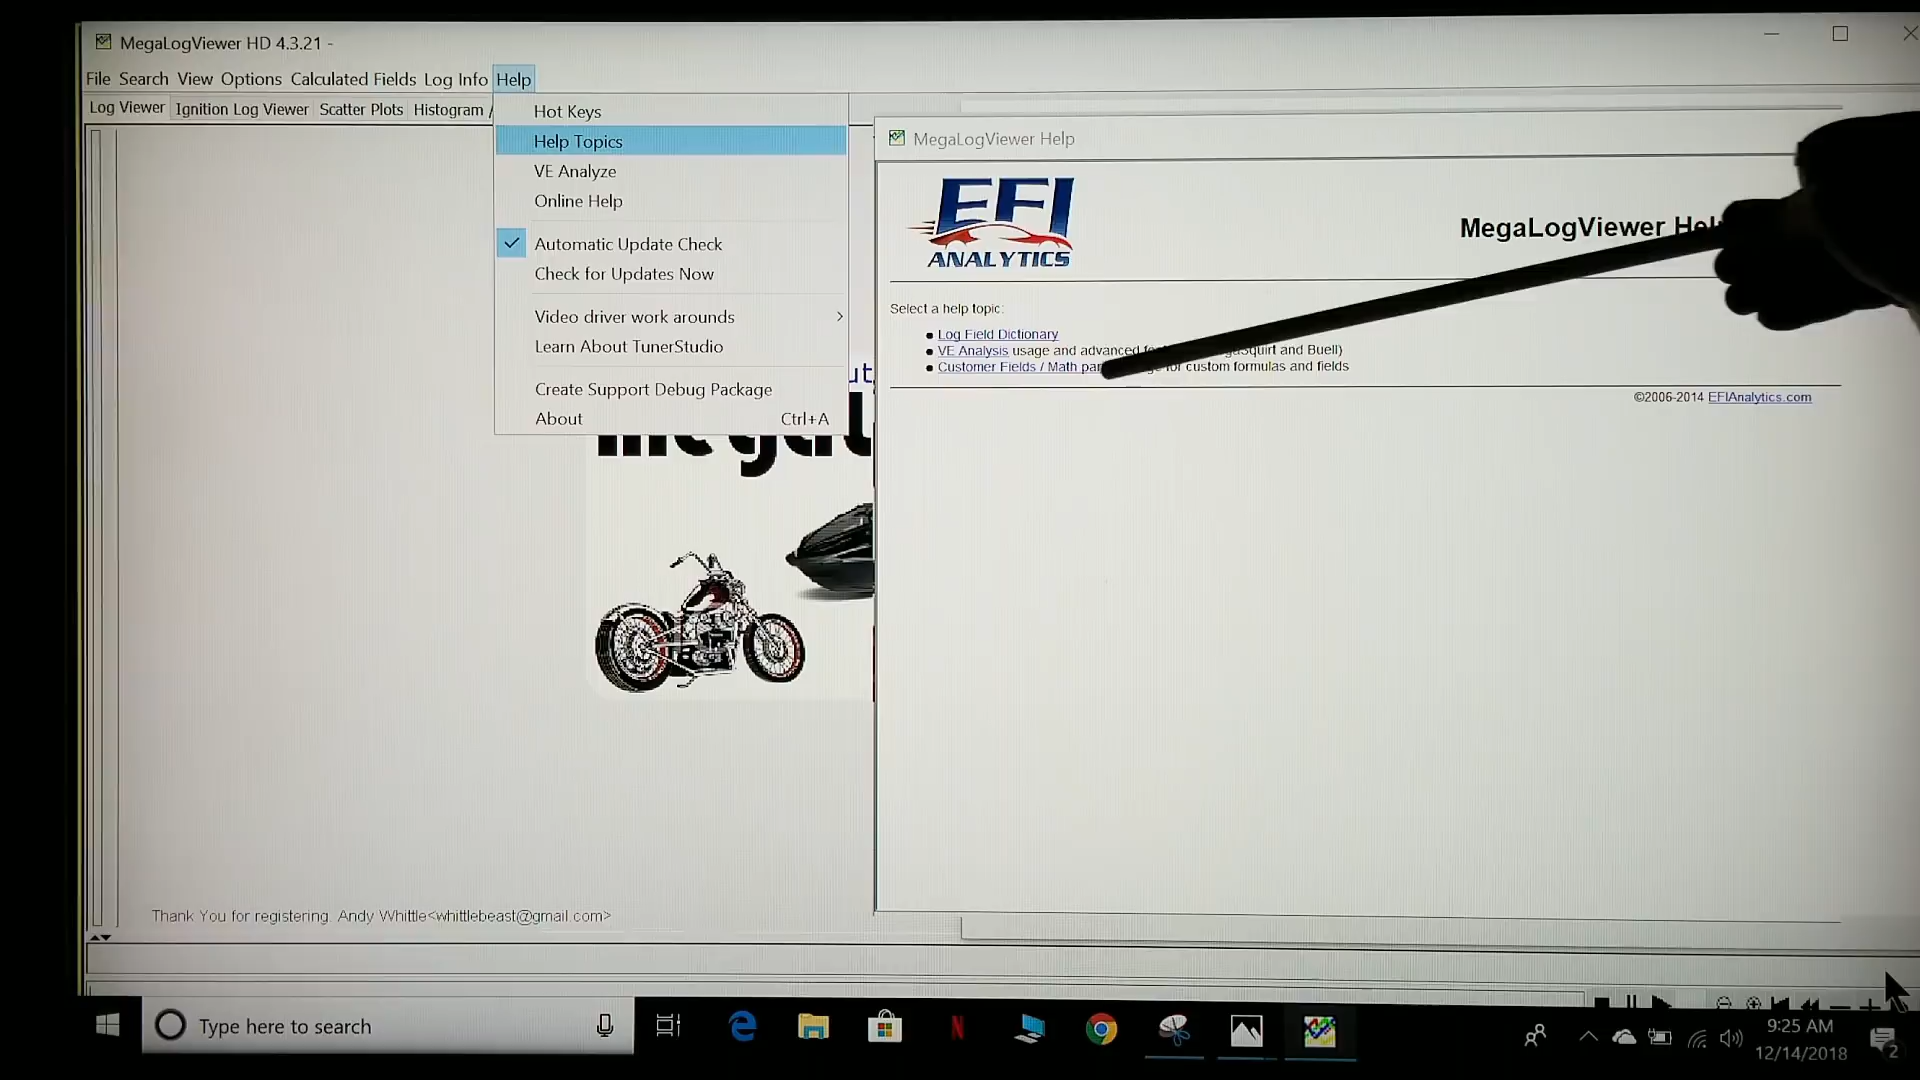 MegaLogViewer HD 4.3.21 -
File Search View Options Calculated Fields Log Info Help
Log Viewer Ignition Log Viewer Scatter Plots Histogram /
Hot Keys
Help Topics
VE Analyze
Online Help
Automatic Update Check
Check for Updates Now
Video driver work arounds
Learn About TunerStudio
Create Support Debug Package
About Ctrl+A
MegaLogViewer Help
EFI
ANALYTICS
MegaLogViewer Help
Select a help topic:
Log Field Dictionary
VE Analysis usage and advanced and Buell)
Customer Fields / Math for custom formulas and fields
©2006-2014 EFIAnalytics.com
Thank You for registering. Andy Whittle<whittlebeast@gmail.com>
Type here to search
9:25 AM
12/14/2018
2